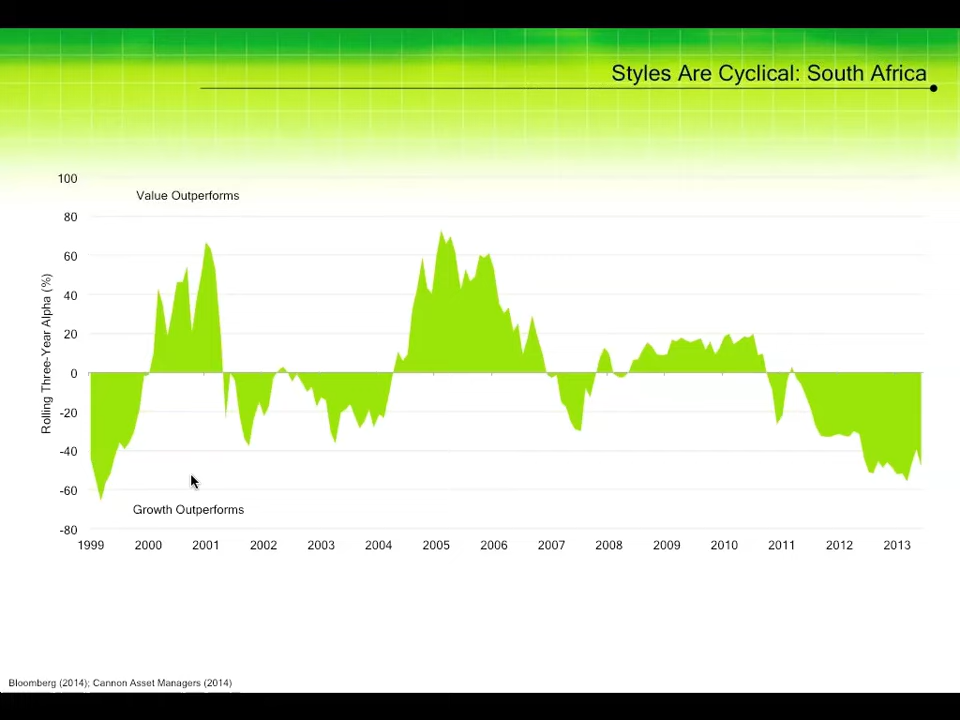 Styles Are Cyclical: South Africa
100
Value Outperforms
80
60
40
20
0
-20
-40
-60
-80
Rolling Three-Year Alpha (%)
Growth Outperforms
1999 2000 2001 2002 2003 2004 2005 2006 2007 2008 2009 2010 2011 2012 2013
Bloomberg (2014); Cannon Asset Managers (2014)